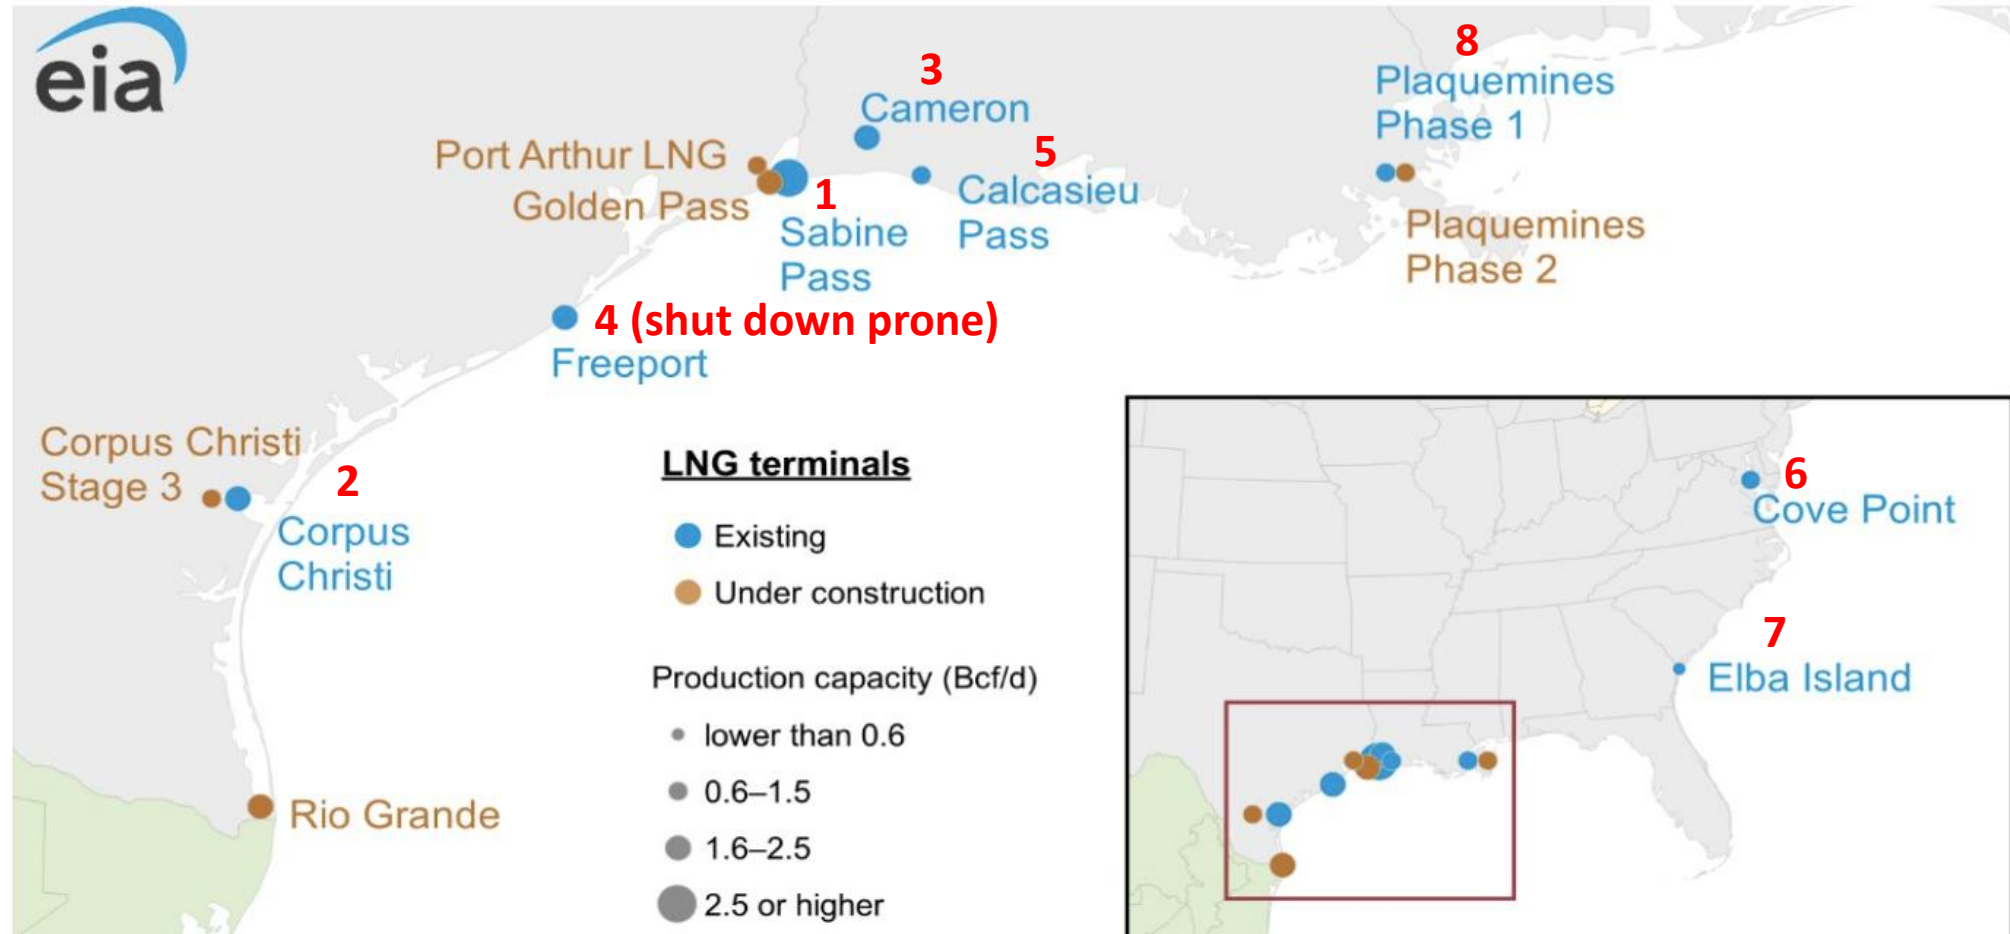 eia
3
Cameron
8
Plaquemines
Phase 1
Port Arthur LNG
Golden Pass
1
Sabine
Pass
5
Calcasieu
Pass
Plaquemines
Phase 2
4 (shut down prone)
Freeport
Corpus Christi
Stage 3
2
Corpus
Christi
Rio Grande
LNG terminals
Existing
Under construction
Production capacity (Bcf/d)
lower than 0.6
0.6–1.5
1.6–2.5
2.5 or higher
6
Cove Point
7
Elba Island